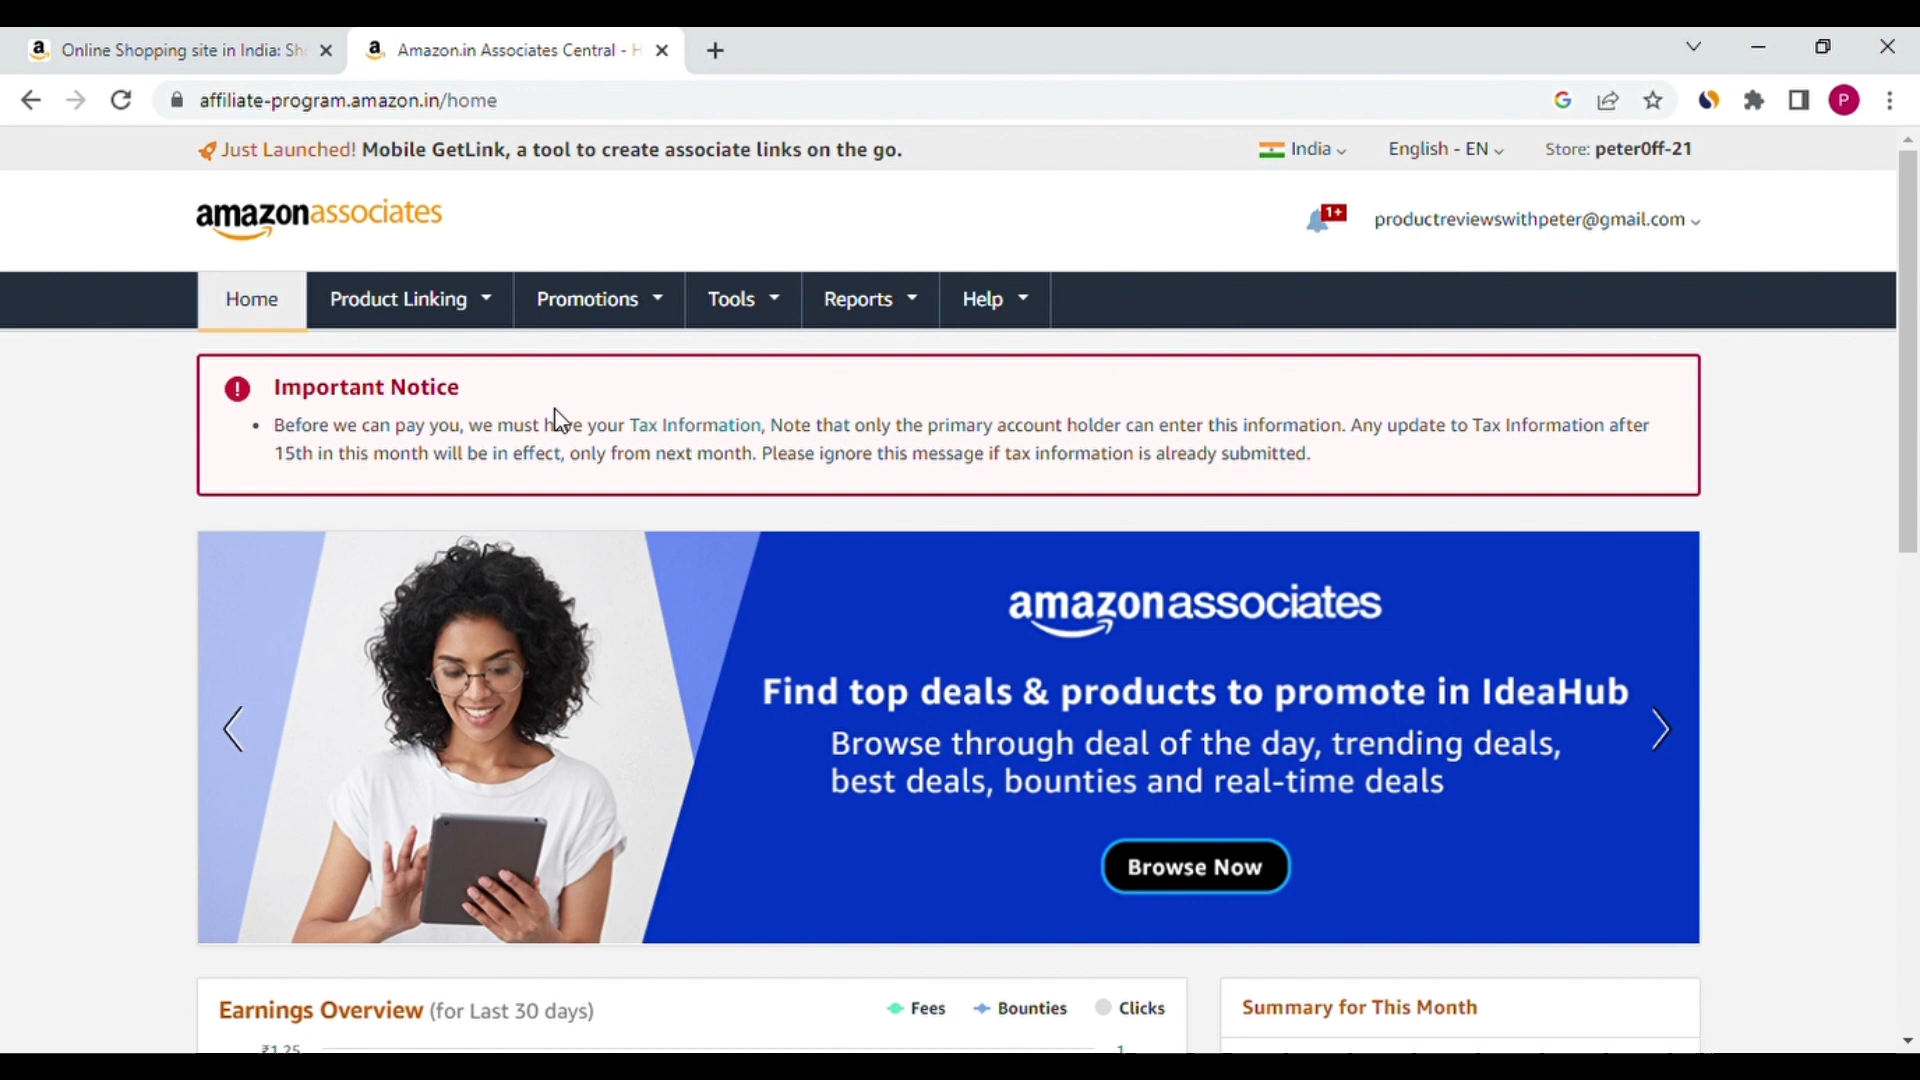 Online Shopping site in India: Sh
Amazon.in Associates Central - H
affiliate-program.amazon.in/home
P
Just Launched! Mobile GetLink, a tool to create associate links on the go.
India
English - EN
Store: peter0ff-21
amazonassociates
1+
productreviewswithpeter@gmail.com
Home
Product Linking
Promotions
Tools
Reports
Help
Important Notice
• Before we can pay you, we must have your Tax Information, Note that only the primary account holder can enter this information. Any update to Tax Information after
15th in this month will be in effect, only from next month. Please ignore this message if tax information is already submitted.
amazonassociates
Find top deals & products to promote in IdeaHub
Browse through deal of the day, trending deals,
best deals, bounties and real-time deals
Browse Now
Earnings Overview (for Last 30 days)
Fees
Bounties
Clicks
Summary for This Month
₹1.25
1